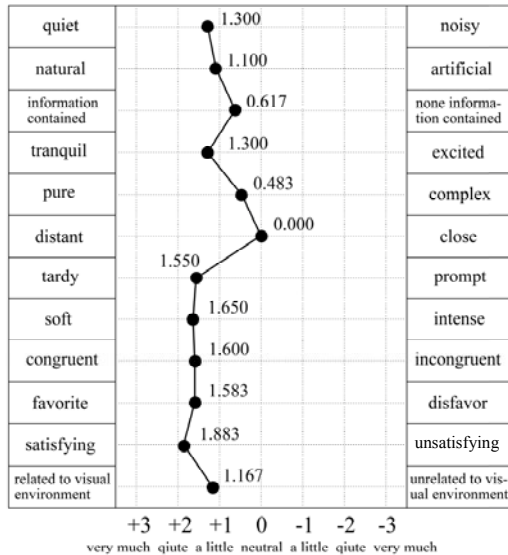 quiet 1.300 noisy
natural 1.100 artificial
information 0.617 none informa-
contained tion contained
tranquil 1.300 excited
pure 0.483 complex
distant 0.000 close
tardy 1.550 prompt
soft 1.650 intense
congruent 1.600 incongruent
favorite 1.583 disfavor
satisfying 1.883 unsatisfying
related to visual 1.167 unrelated to vis-
environment ual environment
+3 +2 +1 0 -1 -2 -3
very much qiute a little neutral a little qiute very much